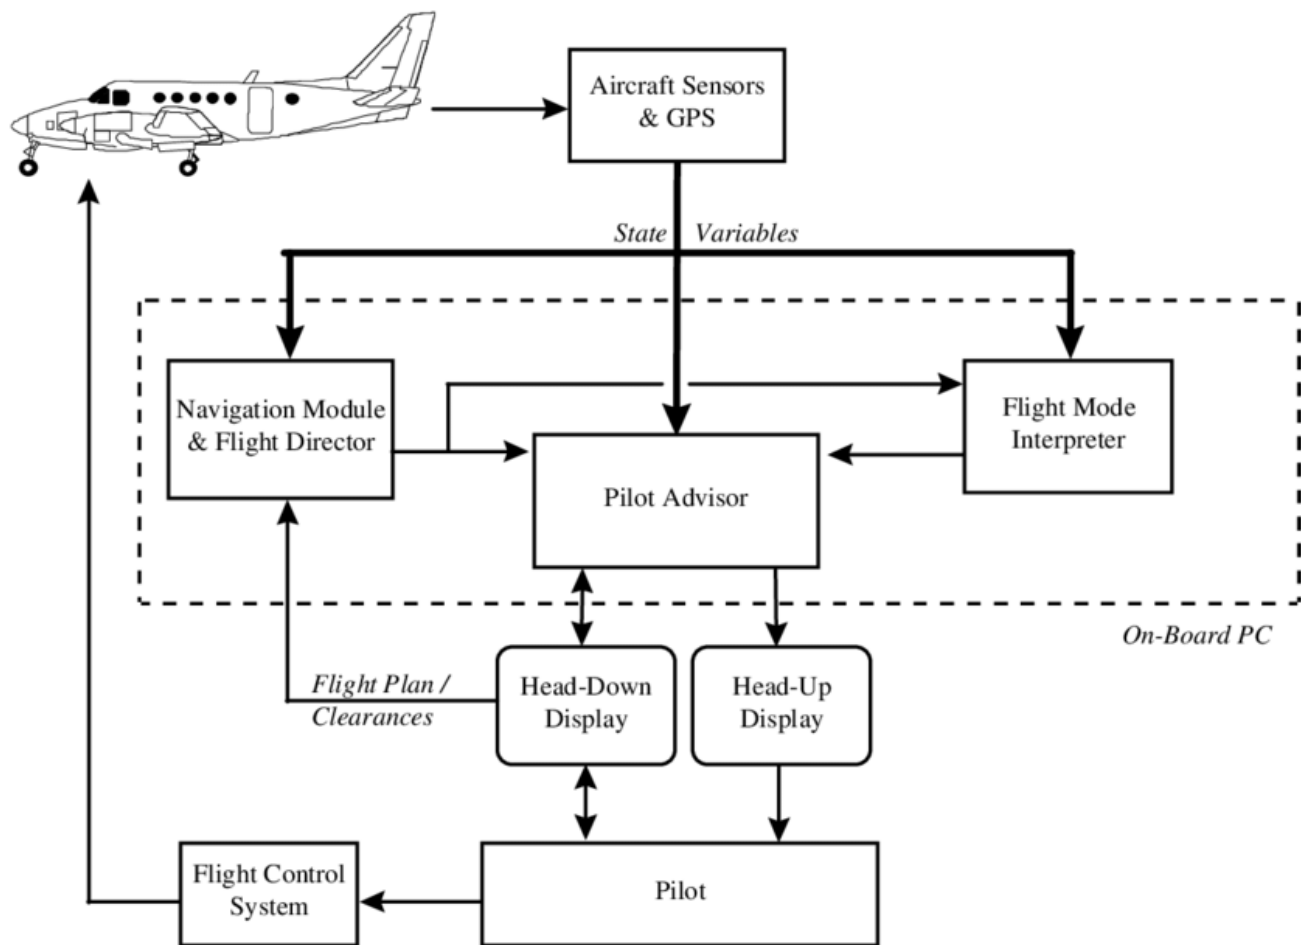 Aircraft Sensors
& GPS
State Variables
Navigation Module
& Flight Director
Flight Mode
Interpreter
Pilot Advisor
On-Board PC
Flight Plan /
Clearances
Head-Down
Display
Head-Up
Display
Flight Control
System
Pilot